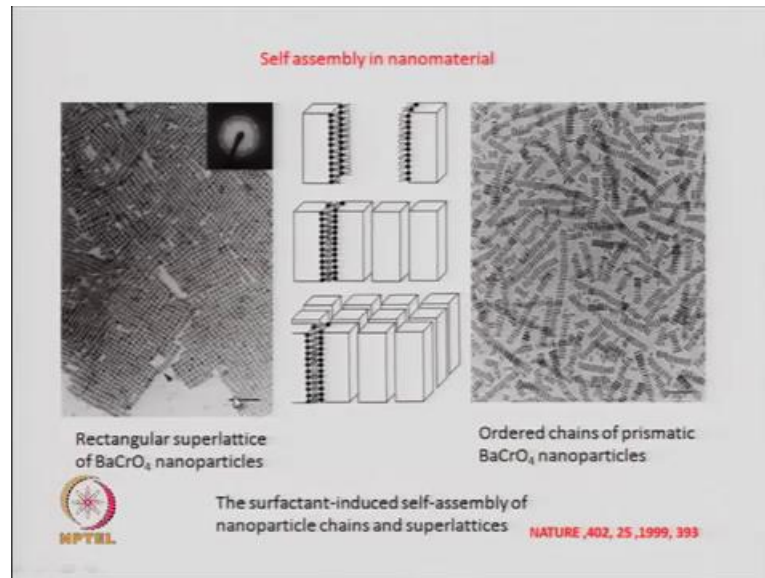 Self assembly in nanomaterial
Rectangular superlattice
of BaCrO₄ nanoparticles
Ordered chains of prismatic
BaCrO₄ nanoparticles
The surfactant-induced self-assembly of
nanoparticle chains and superlattices
NATURE ,402, 25 ,1999, 393
NPTEL